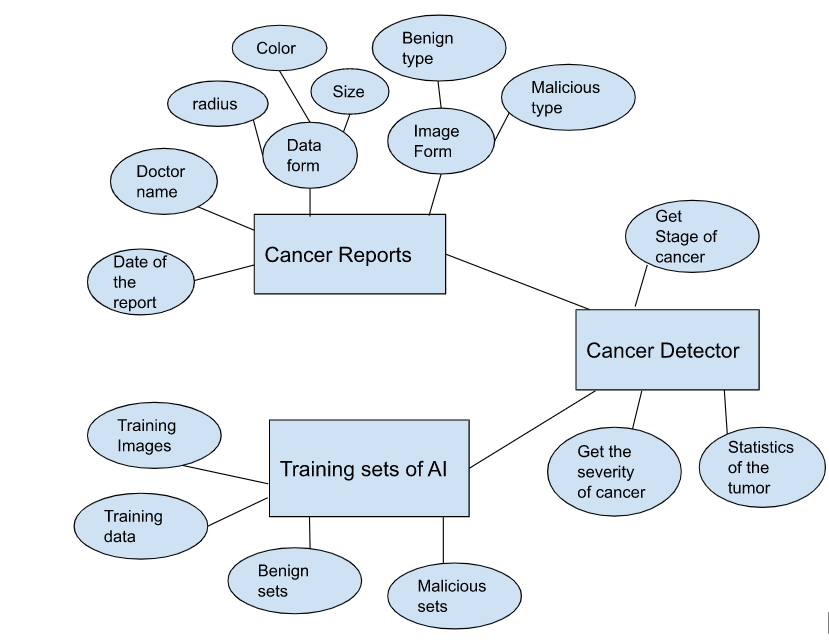 Color
Benign
type
Size
Malicious
type
radius
Data
form
Image
Form
Doctor
name
Get
Stage of
cancer
Cancer Reports
Date of
the
report
Cancer Detector
Training
Images
Training sets of AI
Get the
severity
of cancer
Statistics
of the
tumor
Training
data
Benign
sets
Malicious
sets